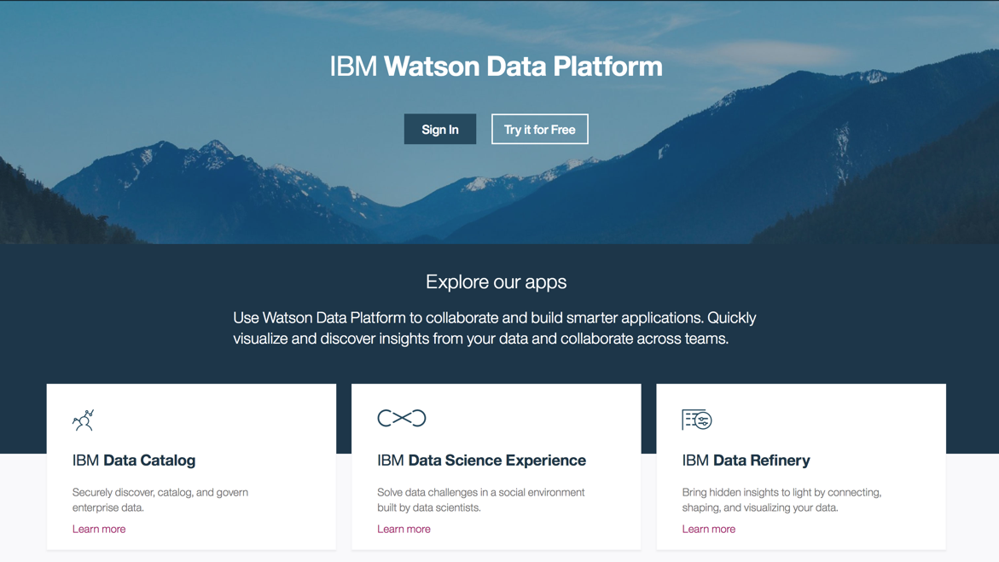 IBM Watson Data Platform
Sign In
Try it for Free
Explore our apps
Use Watson Data Platform to collaborate and build smarter applications. Quickly
visualize and discover insights from your data and collaborate across teams.
IBM Data Catalog
Securely discover, catalog, and govern
enterprise data.
Learn more
IBM Data Science Experience
Solve data challenges in a social environment
built by data scientists.
Learn more
IBM Data Refinery
Bring hidden insights to light by connecting,
shaping, and visualizing your data.
Learn more